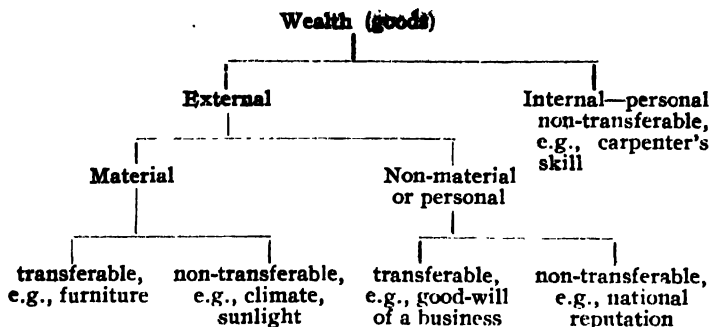 Wealth (goods)
External
Internal—personal
non-transferable,
e.g., carpenter's
skill
Material
Non-material
or personal
transferable,
e.g., furniture
non-transferable,
e.g., climate,
sunlight
transferable,
e.g., good-will
of a business
non-transferable,
e.g., national
reputation